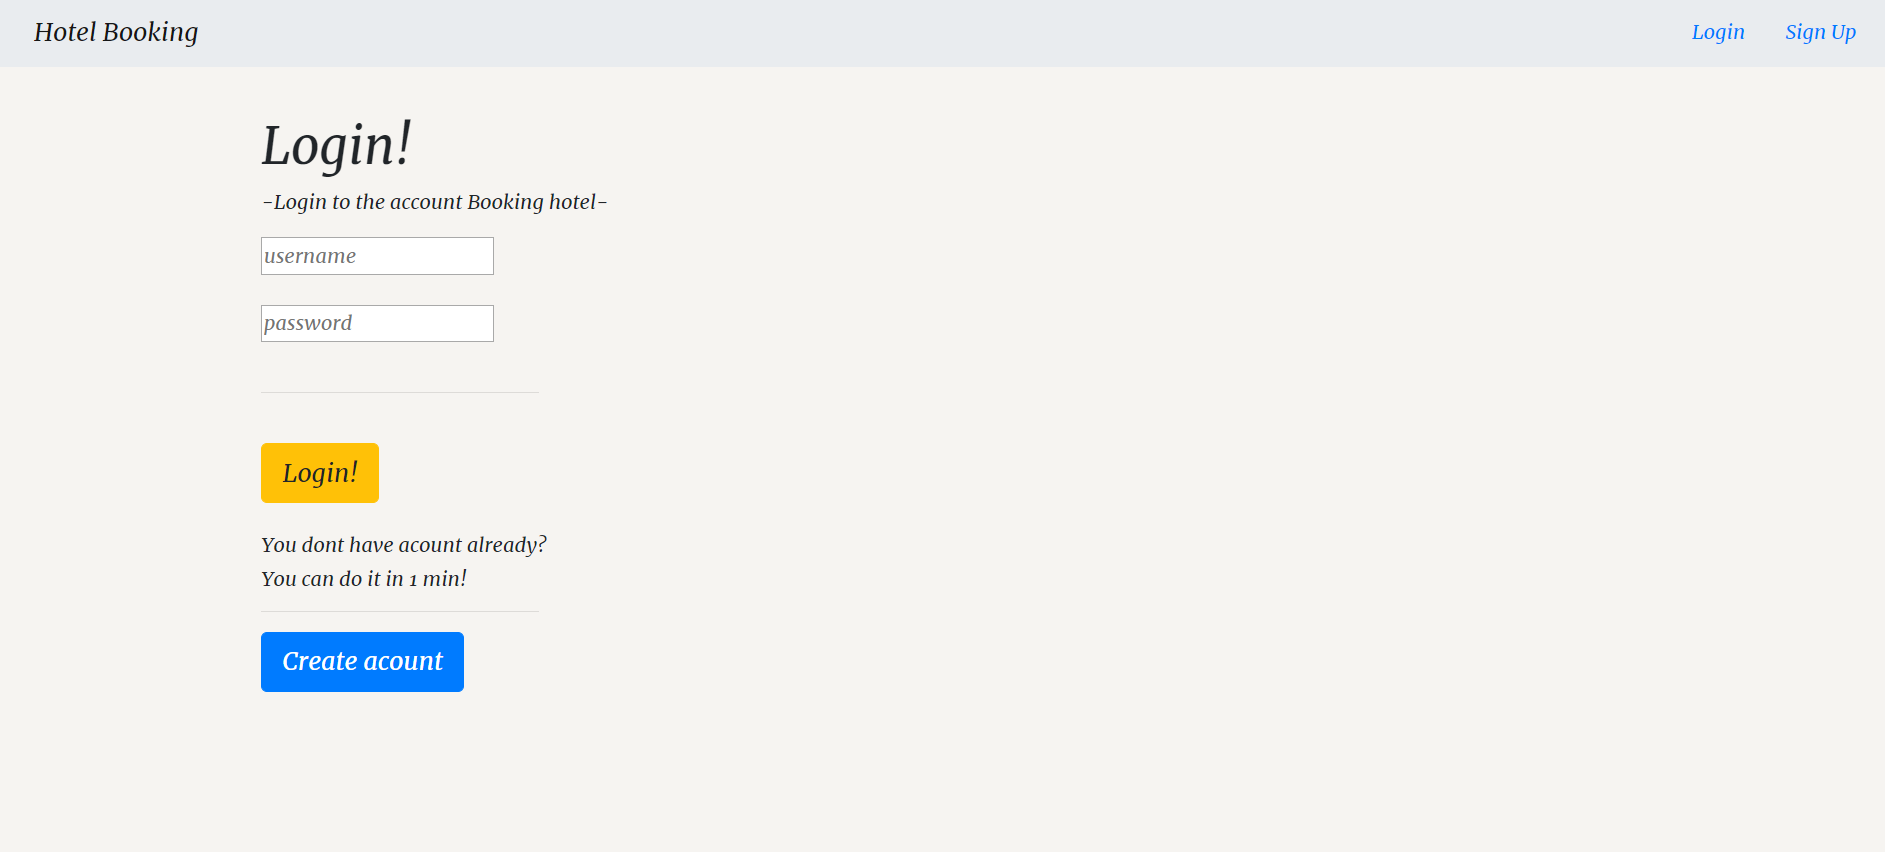 Hotel Booking
Login
Sign Up
Login!
-Login to the account Booking hotel-
username
password
Login!
You dont have acount already?
You can do it in 1 min!
Create acount